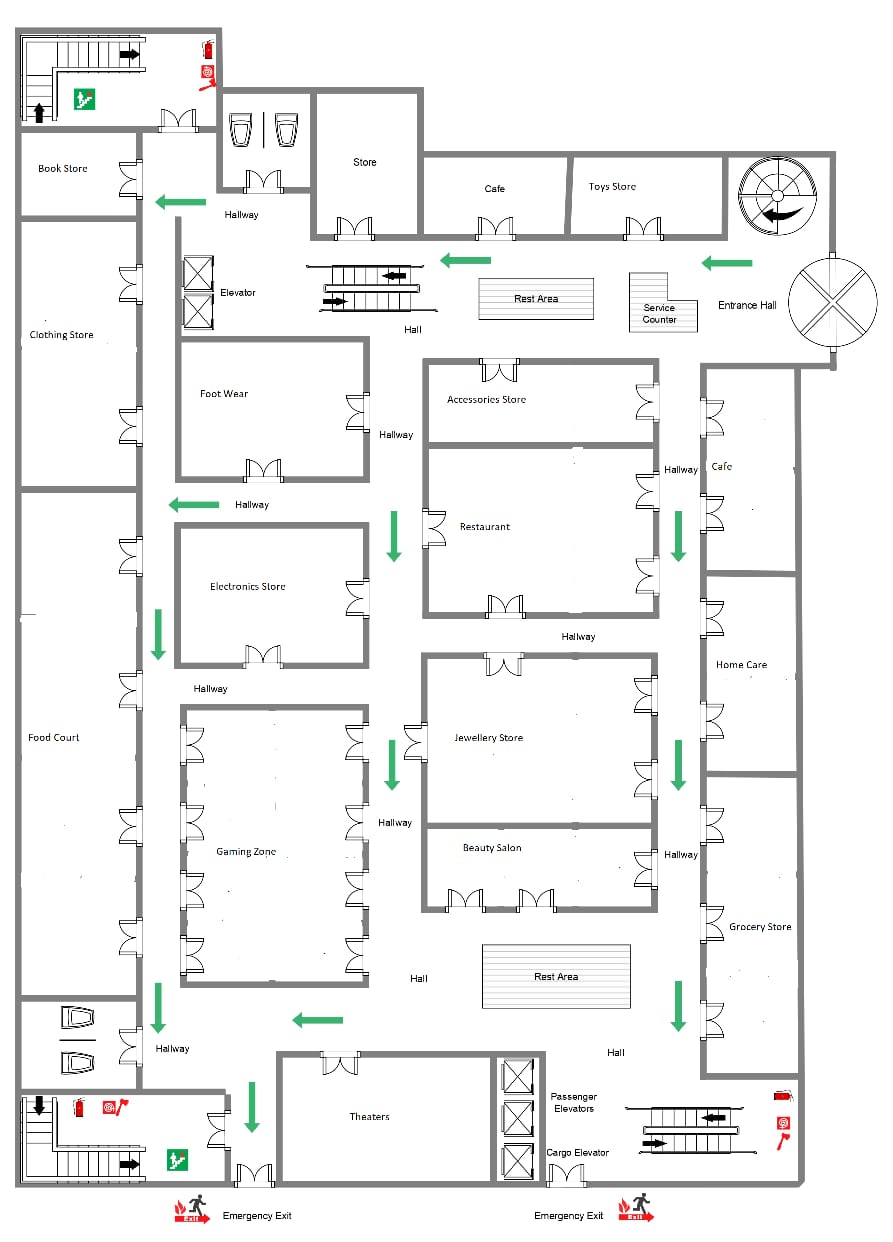 Book Store
Store
Cafe
Toys Store
Hallway
Elevator
Rest Area
Service
Counter
Entrance Hall
Hall
Clothing Store
Foot Wear
Accessories Store
Hallway
Hallway
Cafe
Hallway
Restaurant
Electronics Store
Hallway
Home Care
Hallway
Food Court
Jewellery Store
Hallway
Gaming Zone
Beauty Salon
Hallway
Grocery Store
Hall
Rest Area
Hallway
Hall
Theaters
Passenger
Elevators
Cargo Elevator
Exit
Emergency Exit
Emergency Exit
Exit